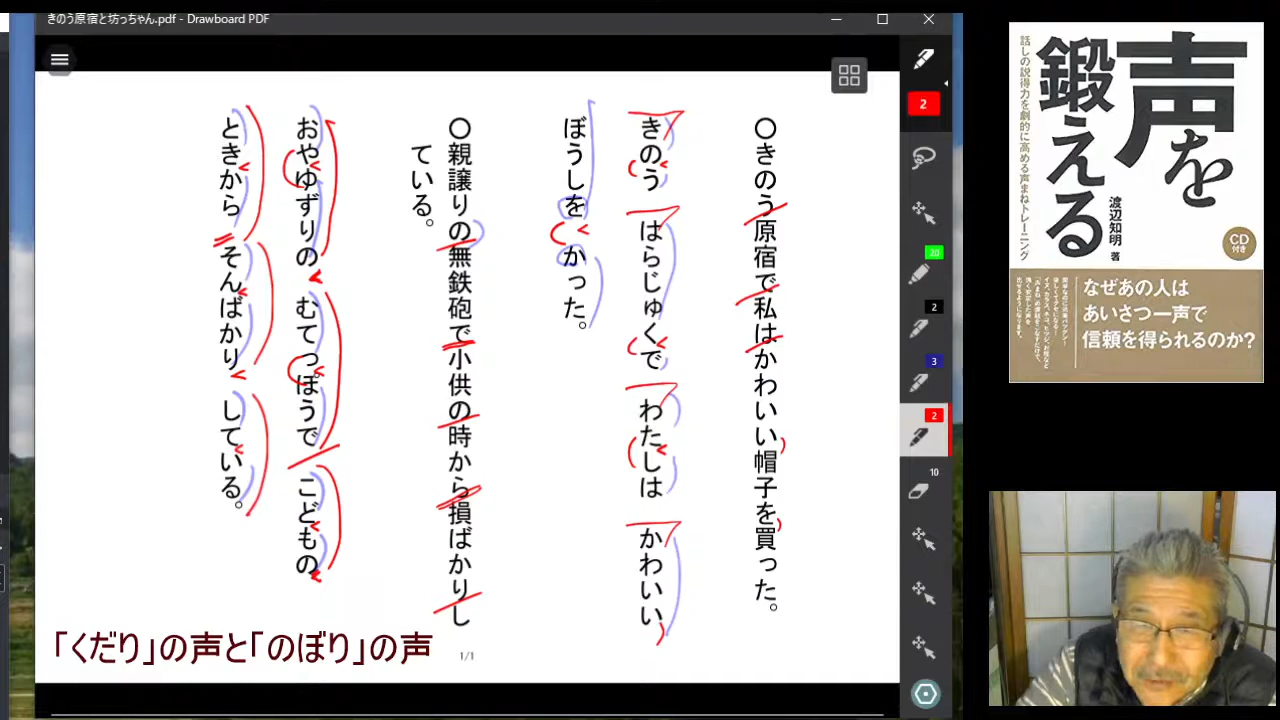 きのう原宿と坊っちゃん.pdf - Drawboard PDF
〇きのう原宿で私はかわいい帽子を買った。
きのう はらじゅくで わたしは かわいい
ぼうしを かった。
〇親譲りの無鉄砲で小供の時から損ばかりし
ている。
おやゆずりの むてっぽうで こどもの
ときから そんばかり している。
「くだり」の声と「のぼり」の声
1/1
2
20
2
3
2
10
声を
鍛える
話しの説得力を劇的に高める声まねトレーニング
渡辺知明 著
CD
付き
なぜあの人は
あいさつ一声で
信頼を得られるのか?